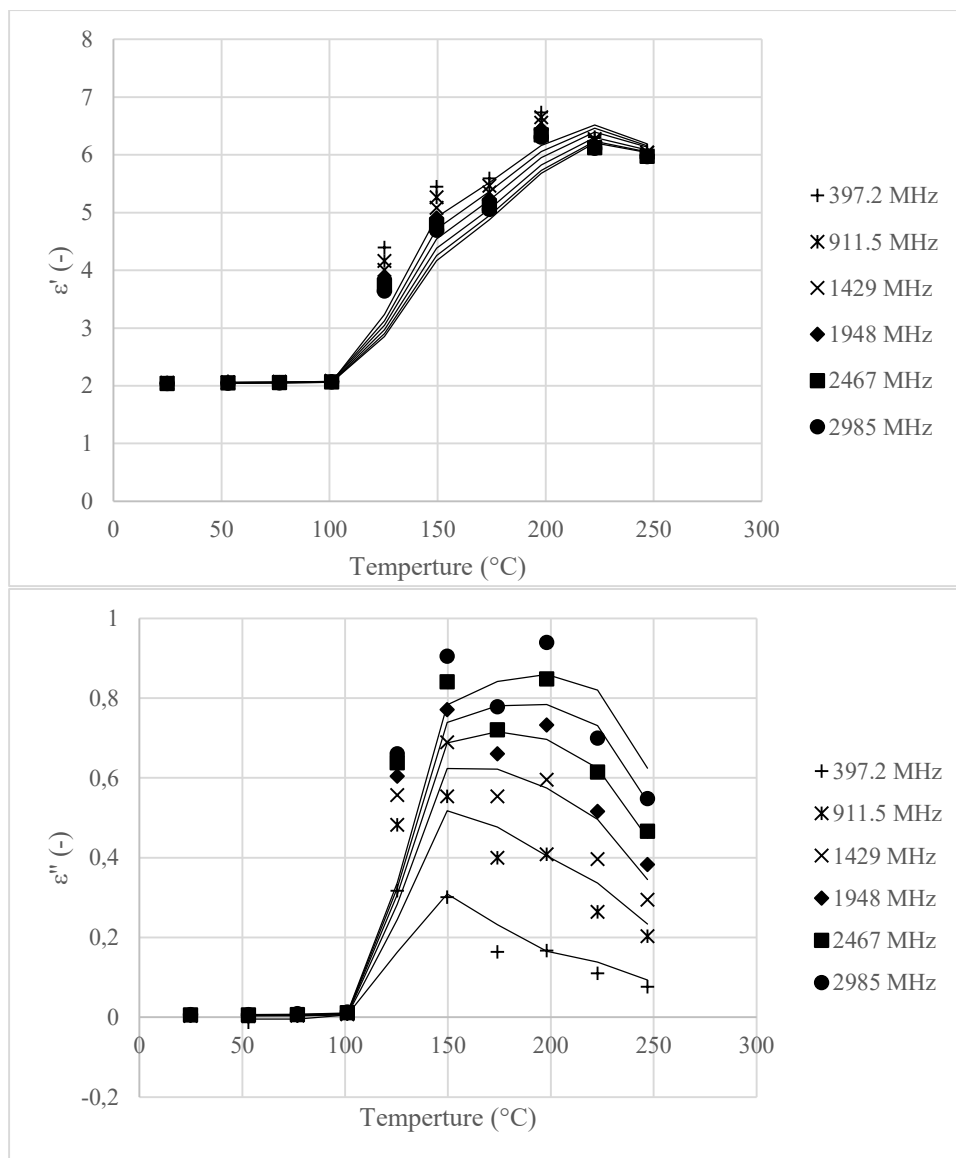 8
7
6
5
4
3
2
1
0
0 50 100 150 200 250 300
ε' (-)
Temperture (°C)
397.2 MHz
911.5 MHz
1429 MHz
1948 MHz
2467 MHz
2985 MHz
1
0,8
0,6
0,4
0,2
0
-0,2
0 50 100 150 200 250 300
ε'' (-)
Temperture (°C)
397.2 MHz
911.5 MHz
1429 MHz
1948 MHz
2467 MHz
2985 MHz